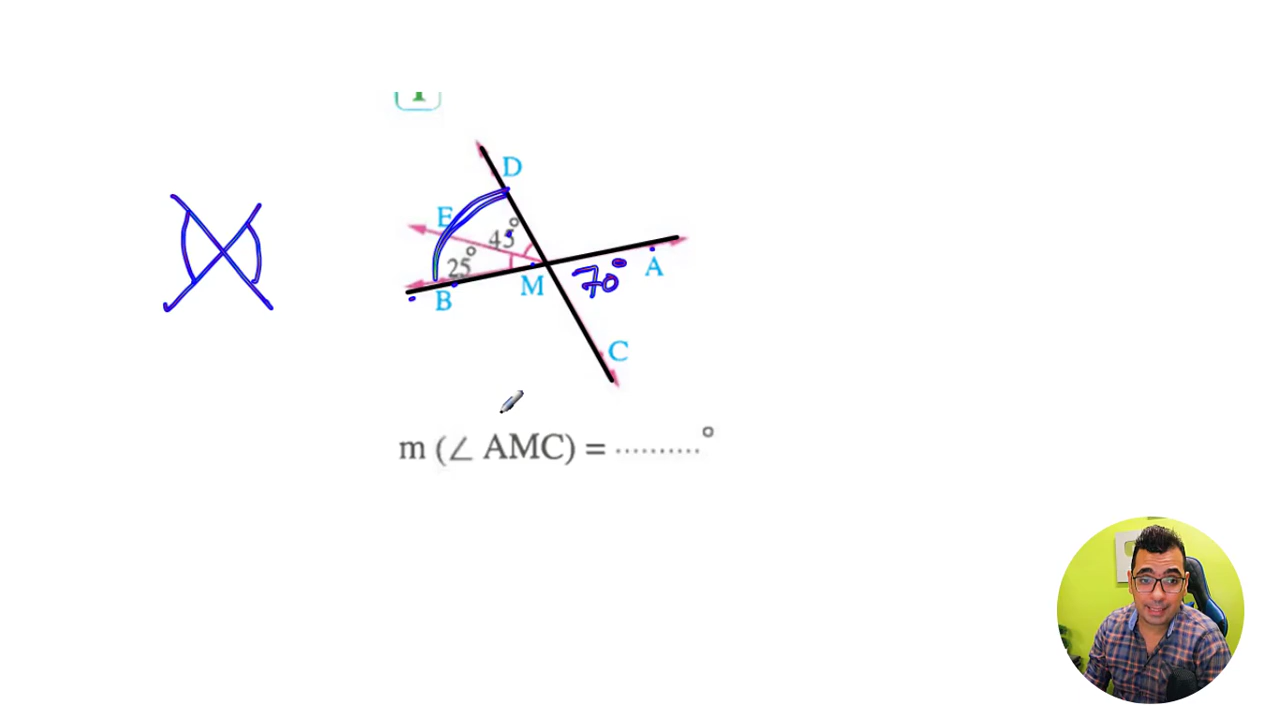 D
E
45°
25°
70°
A
B
M
C
m (∠ AMC) = ..........°